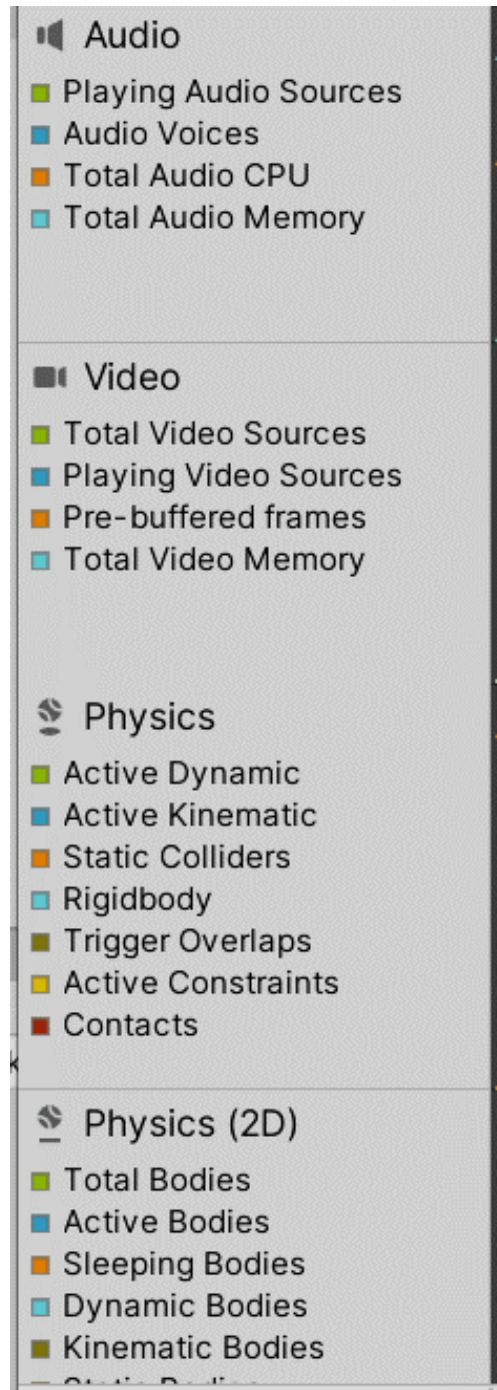 Audio
Playing Audio Sources
Audio Voices
Total Audio CPU
Total Audio Memory
Video
Total Video Sources
Playing Video Sources
Pre-buffered frames
Total Video Memory
Physics
Active Dynamic
Active Kinematic
Static Colliders
Rigidbody
Trigger Overlaps
Active Constraints
Contacts
Physics (2D)
Total Bodies
Active Bodies
Sleeping Bodies
Dynamic Bodies
Kinematic Bodies